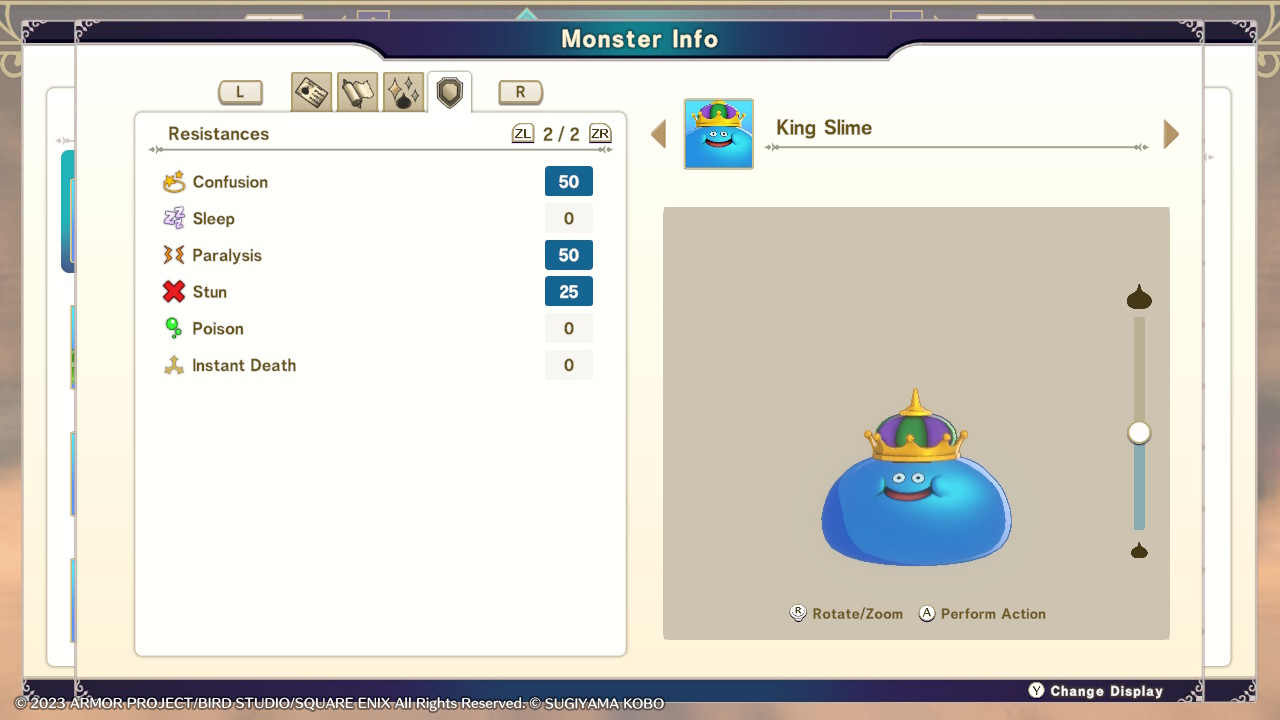 Monster Info
L
R
Resistances
ZL 2 / 2 ZR
King Slime
Confusion 50
Sleep 0
Paralysis 50
Stun 25
Poison 0
Instant Death 0
R Rotate/Zoom A Perform Action
Y Change Display
© 2023 ARMOR PROJECT/BIRD STUDIO/SQUARE ENIX All Rights Reserved. © SUGIYAMA KOBO